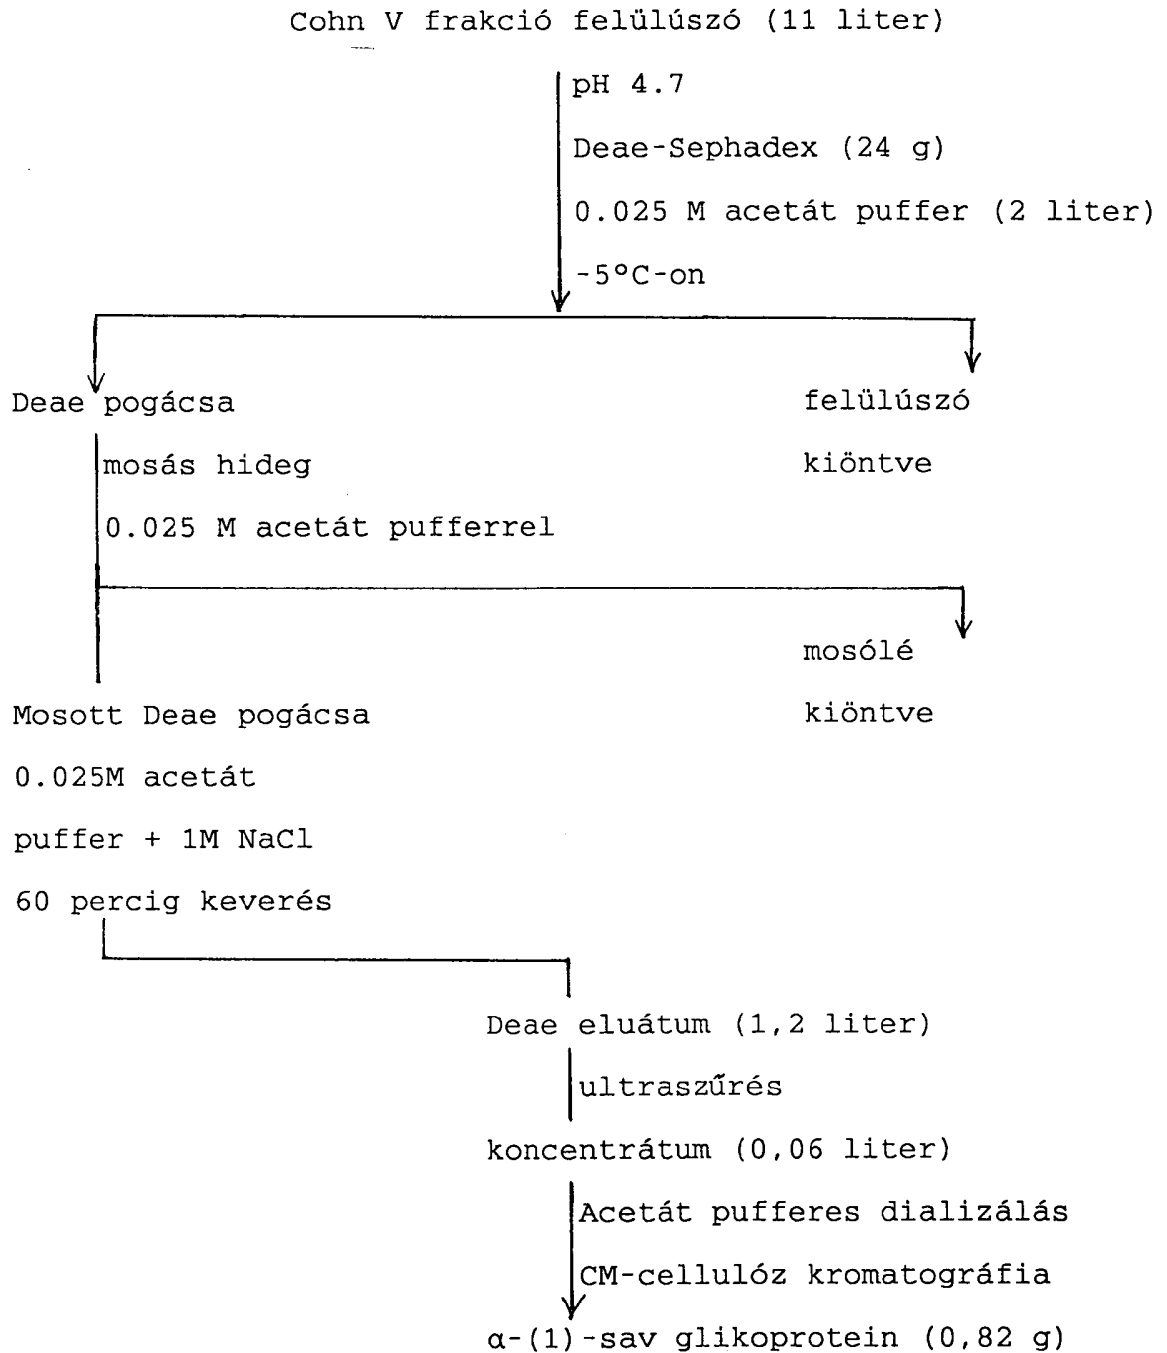 Cohn V frakció felülúszó (11 liter)
pH 4.7
Deae-Sephadex (24 g)
0.025 M acetát puffer (2 liter)
-5°C-on
Deae pogácsa
felülúszó
mosás hideg
kiöntve
0.025 M acetát pufferrel
mosólé
Mosott Deae pogácsa
kiöntve
0.025M acetát
puffer + 1M NaCl
60 percig keverés
Deae eluátum (1,2 liter)
ultraszűrés
koncentrátum (0,06 liter)
Acetát pufferes dializálás
CM-cellulóz kromatográfia
α-(1)-sav glikoprotein (0,82 g)